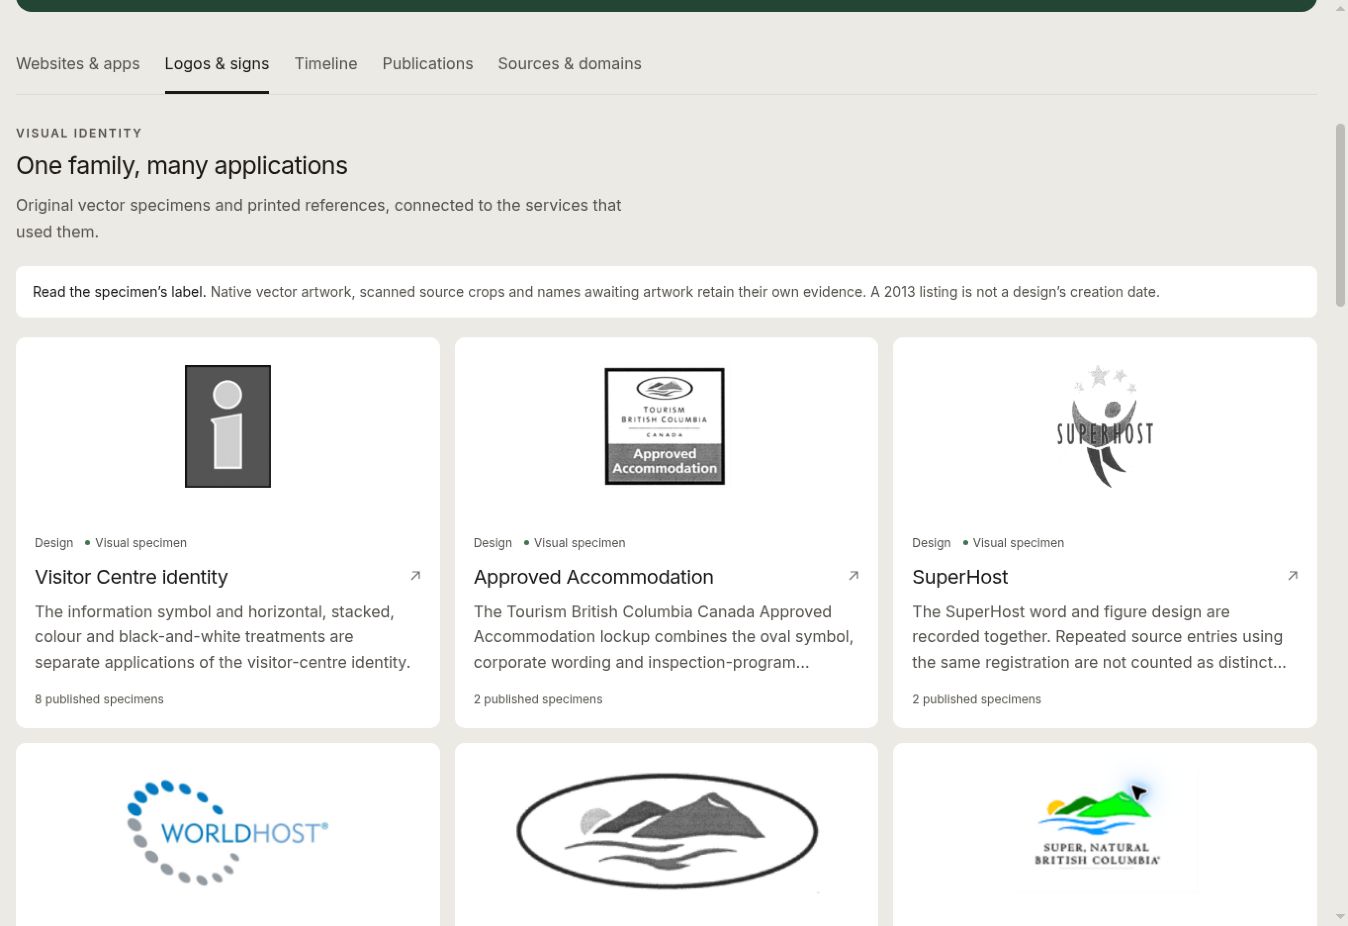 Websites & apps
Logos & signs
Timeline
Publications
Sources & domains
VISUAL IDENTITY
One family, many applications
Original vector specimens and printed references, connected to the services that
used them.
Read the specimen’s label. Native vector artwork, scanned source crops and names awaiting artwork retain their own evidence. A 2013 listing is not a design’s creation date.
i
Design • Visual specimen
Visitor Centre identity
The information symbol and horizontal, stacked,
colour and black-and-white treatments are
separate applications of the visitor-centre identity.
8 published specimens
TOURISM
BRITISH COLUMBIA
CANADA
Approved
Accommodation
Design • Visual specimen
Approved Accommodation
The Tourism British Columbia Canada Approved
Accommodation lockup combines the oval symbol,
corporate wording and inspection-program…
2 published specimens
SUPERHOST
Design • Visual specimen
SuperHost
The SuperHost word and figure design are
recorded together. Repeated source entries using
the same registration are not counted as distinct…
2 published specimens
WORLDHOST®
SUPER, NATURAL
BRITISH COLUMBIA®